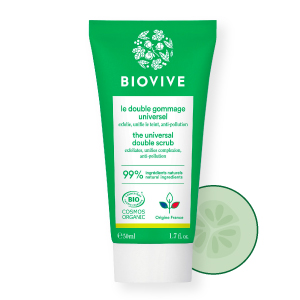 BIOVIVE
le double gommage
universel
exfolie, unifie le teint, anti-pollution
the universal
double scrub
exfoliates, unifies complexion,
anti-pollution
99% ingrédients naturels
natural ingredients
BIO
COSMOS
ORGANIC
Origine France
e 50ml 1.7 fl. oz